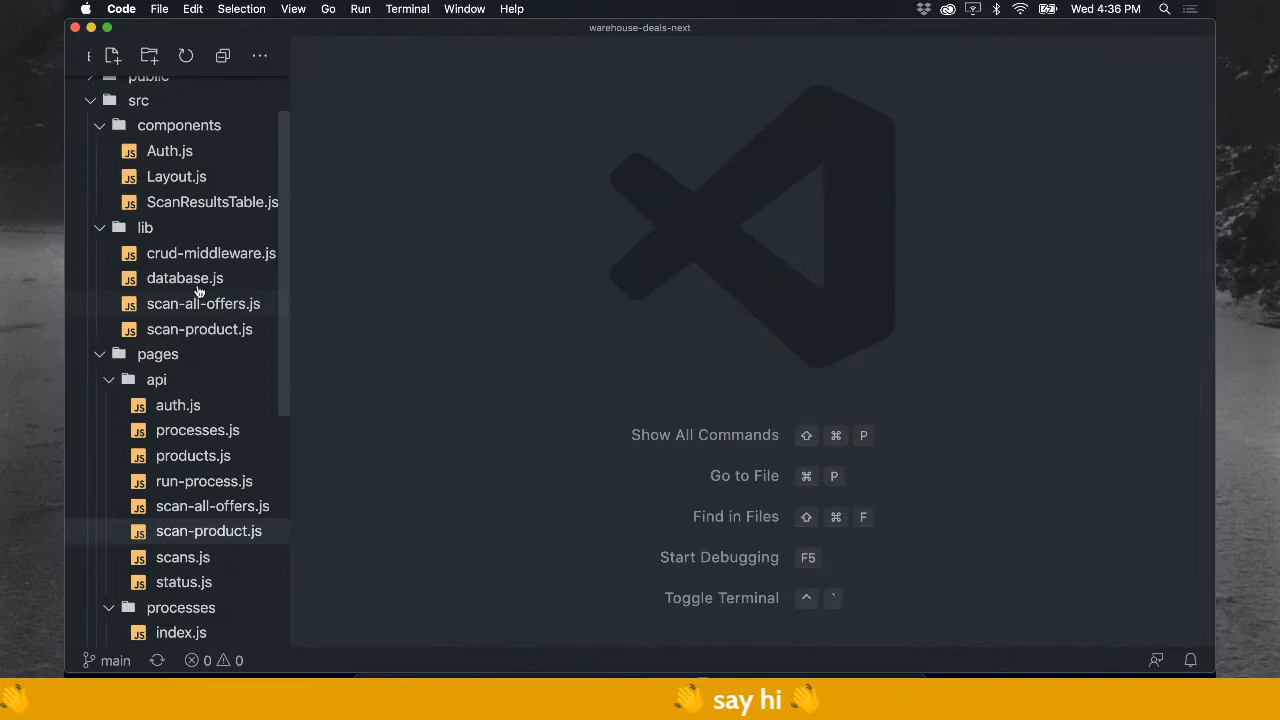 Code File Edit Selection View Go Run Terminal Window Help Wed 4:36 PM
warehouse-deals-next
public
src
components
Auth.js
Layout.js
ScanResultsTable.js
lib
crud-middleware.js
database.js
scan-all-offers.js
scan-product.js
pages
api
auth.js
processes.js
products.js
run-process.js
scan-all-offers.js
scan-product.js
scans.js
status.js
processes
index.js
Show All Commands ⇧ ⌘ P
Go to File ⌘ P
Find in Files ⇧ ⌘ F
Start Debugging F5
Toggle Terminal ^ `
main 0 0
👋 👋 say hi 👋